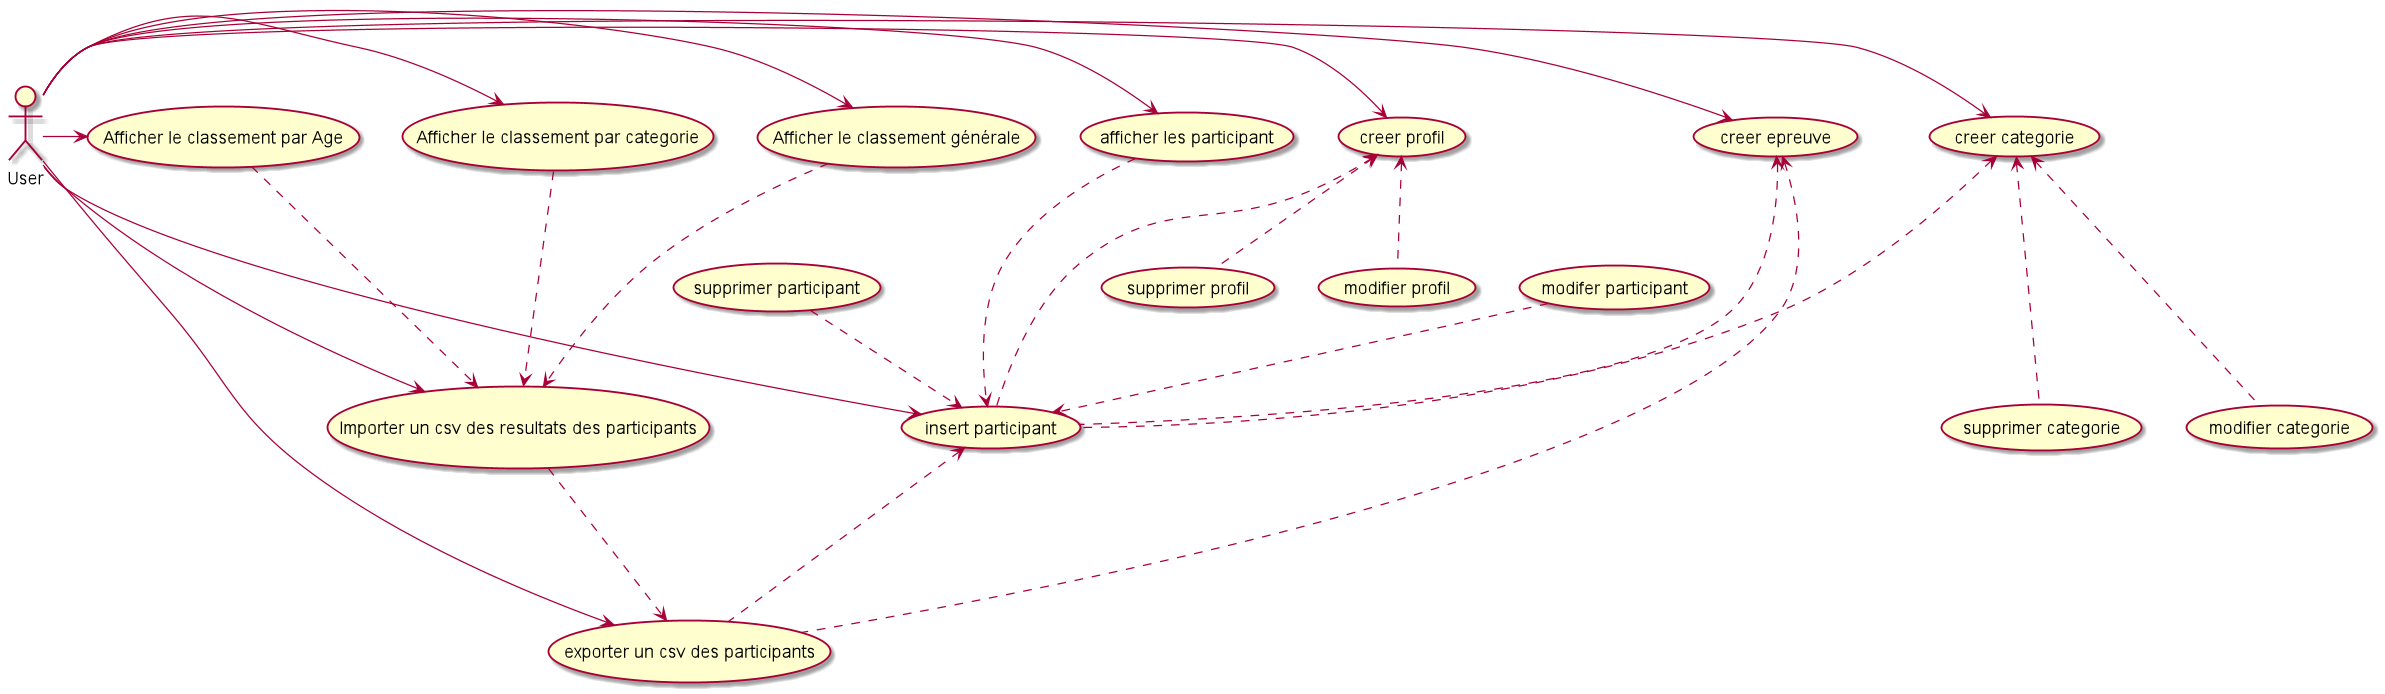 User
Afficher le classement par Age
Afficher le classement par categorie
Afficher le classement générale
afficher les participant
creer profil
creer epreuve
creer categorie
supprimer participant
supprimer profil
modifier profil
modifer participant
Importer un csv des resultats des participants
insert participant
supprimer categorie
modifier categorie
exporter un csv des participants